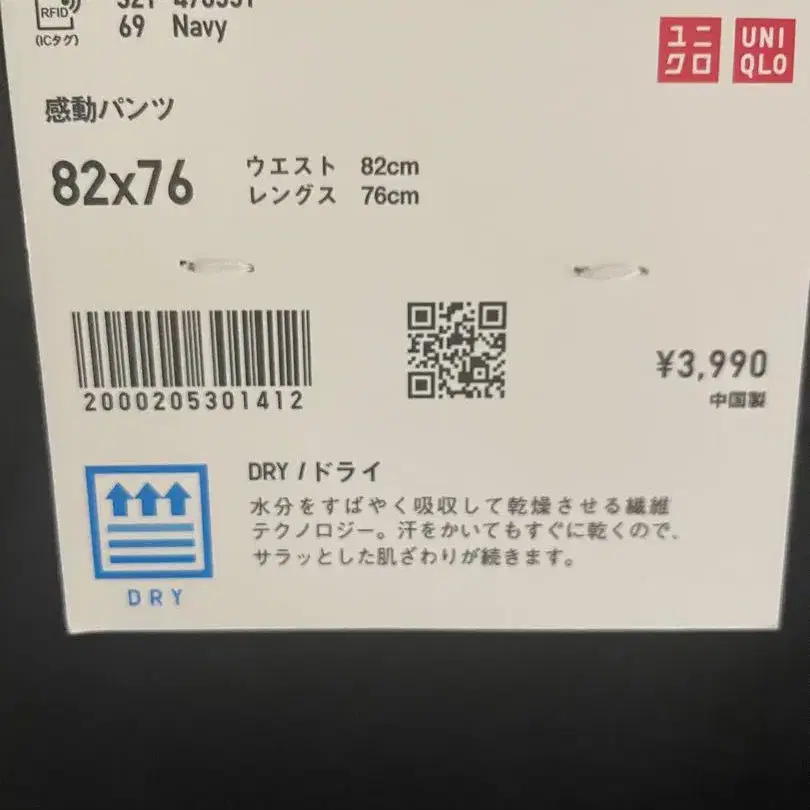 RFID
(ICタグ)
69 Navy
ユニクロ
UNI
QLO
感動パンツ
82x76
ウエスト 82cm
レングス 76cm
2000205301412
¥3,990
中国製
DRY / ドライ
水分をすばやく吸収して乾燥させる繊維
テクノロジー。汗をかいてもすぐに乾くので、
サラッとした肌ざわりが続きます。
DRY